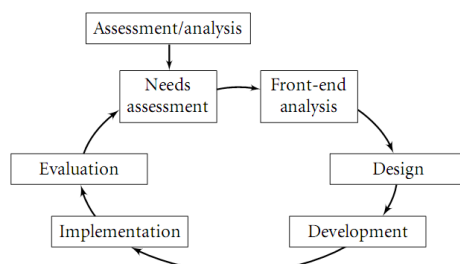 Assessment/analysis
Needs
assessment
Front-end
analysis
Evaluation
Design
Implementation
Development